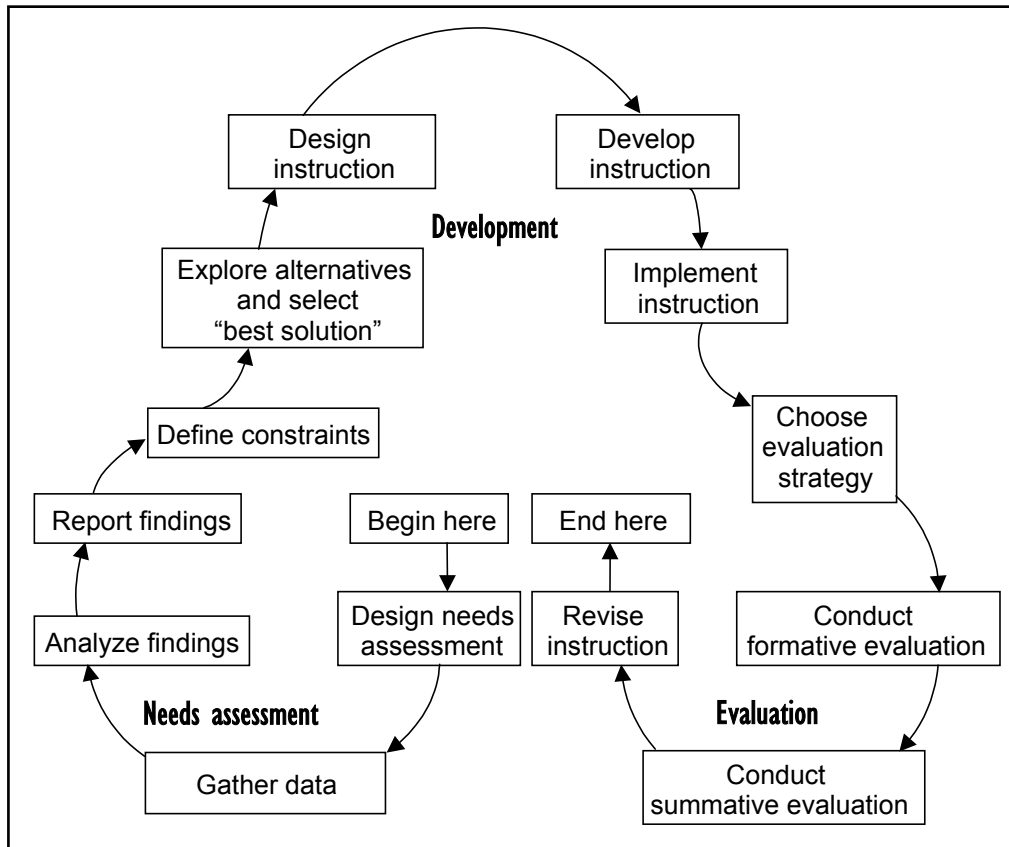 Design
instruction
Develop
instruction
Development
Explore alternatives
and select
“best solution”
Implement
instruction
Define constraints
Choose
evaluation
strategy
Report findings
Begin here
End here
Analyze findings
Design needs
assessment
Revise
instruction
Conduct
formative evaluation
Needs assessment
Evaluation
Gather data
Conduct
summative evaluation